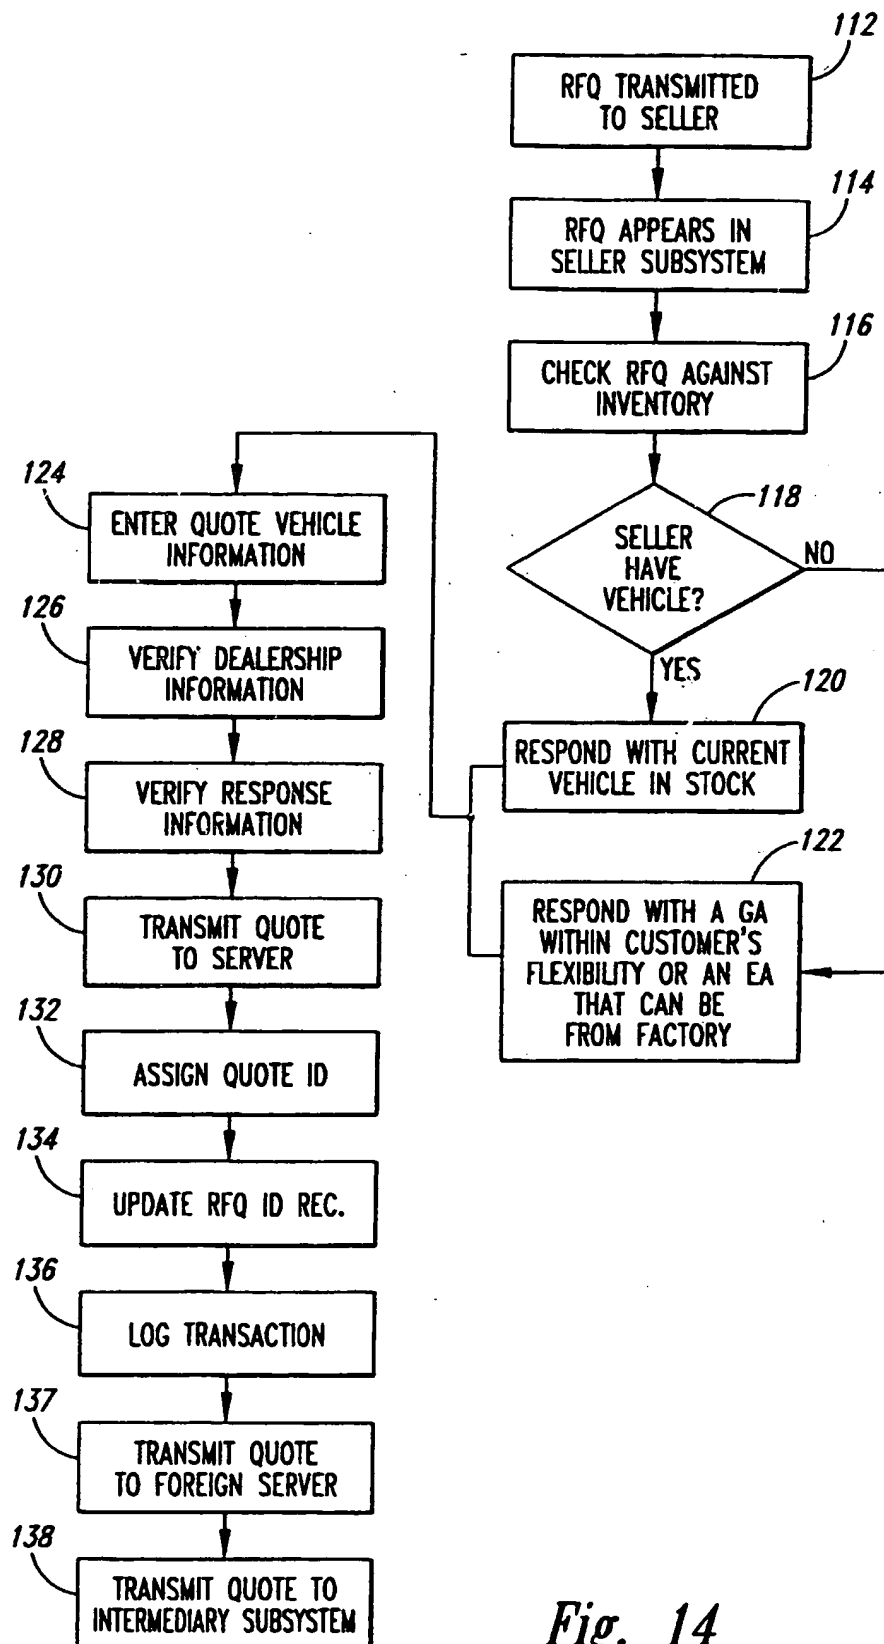 112
RFQ TRANSMITTED
TO SELLER
114
RFQ APPEARS IN
SELLER SUBSYSTEM
116
CHECK RFQ AGAINST
INVENTORY
118
SELLER
HAVE
VEHICLE?
NO
YES
120
RESPOND WITH CURRENT
VEHICLE IN STOCK
122
RESPOND WITH A GA
WITHIN CUSTOMER'S
FLEXIBILITY OR AN EA
THAT CAN BE
FROM FACTORY
124
ENTER QUOTE VEHICLE
INFORMATION
126
VERIFY DEALERSHIP
INFORMATION
128
VERIFY RESPONSE
INFORMATION
130
TRANSMIT QUOTE
TO SERVER
132
ASSIGN QUOTE ID
134
UPDATE RFQ ID REC.
136
LOG TRANSACTION
137
TRANSMIT QUOTE
TO FOREIGN SERVER
138
TRANSMIT QUOTE TO
INTERMEDIARY SUBSYSTEM
Fig. 14